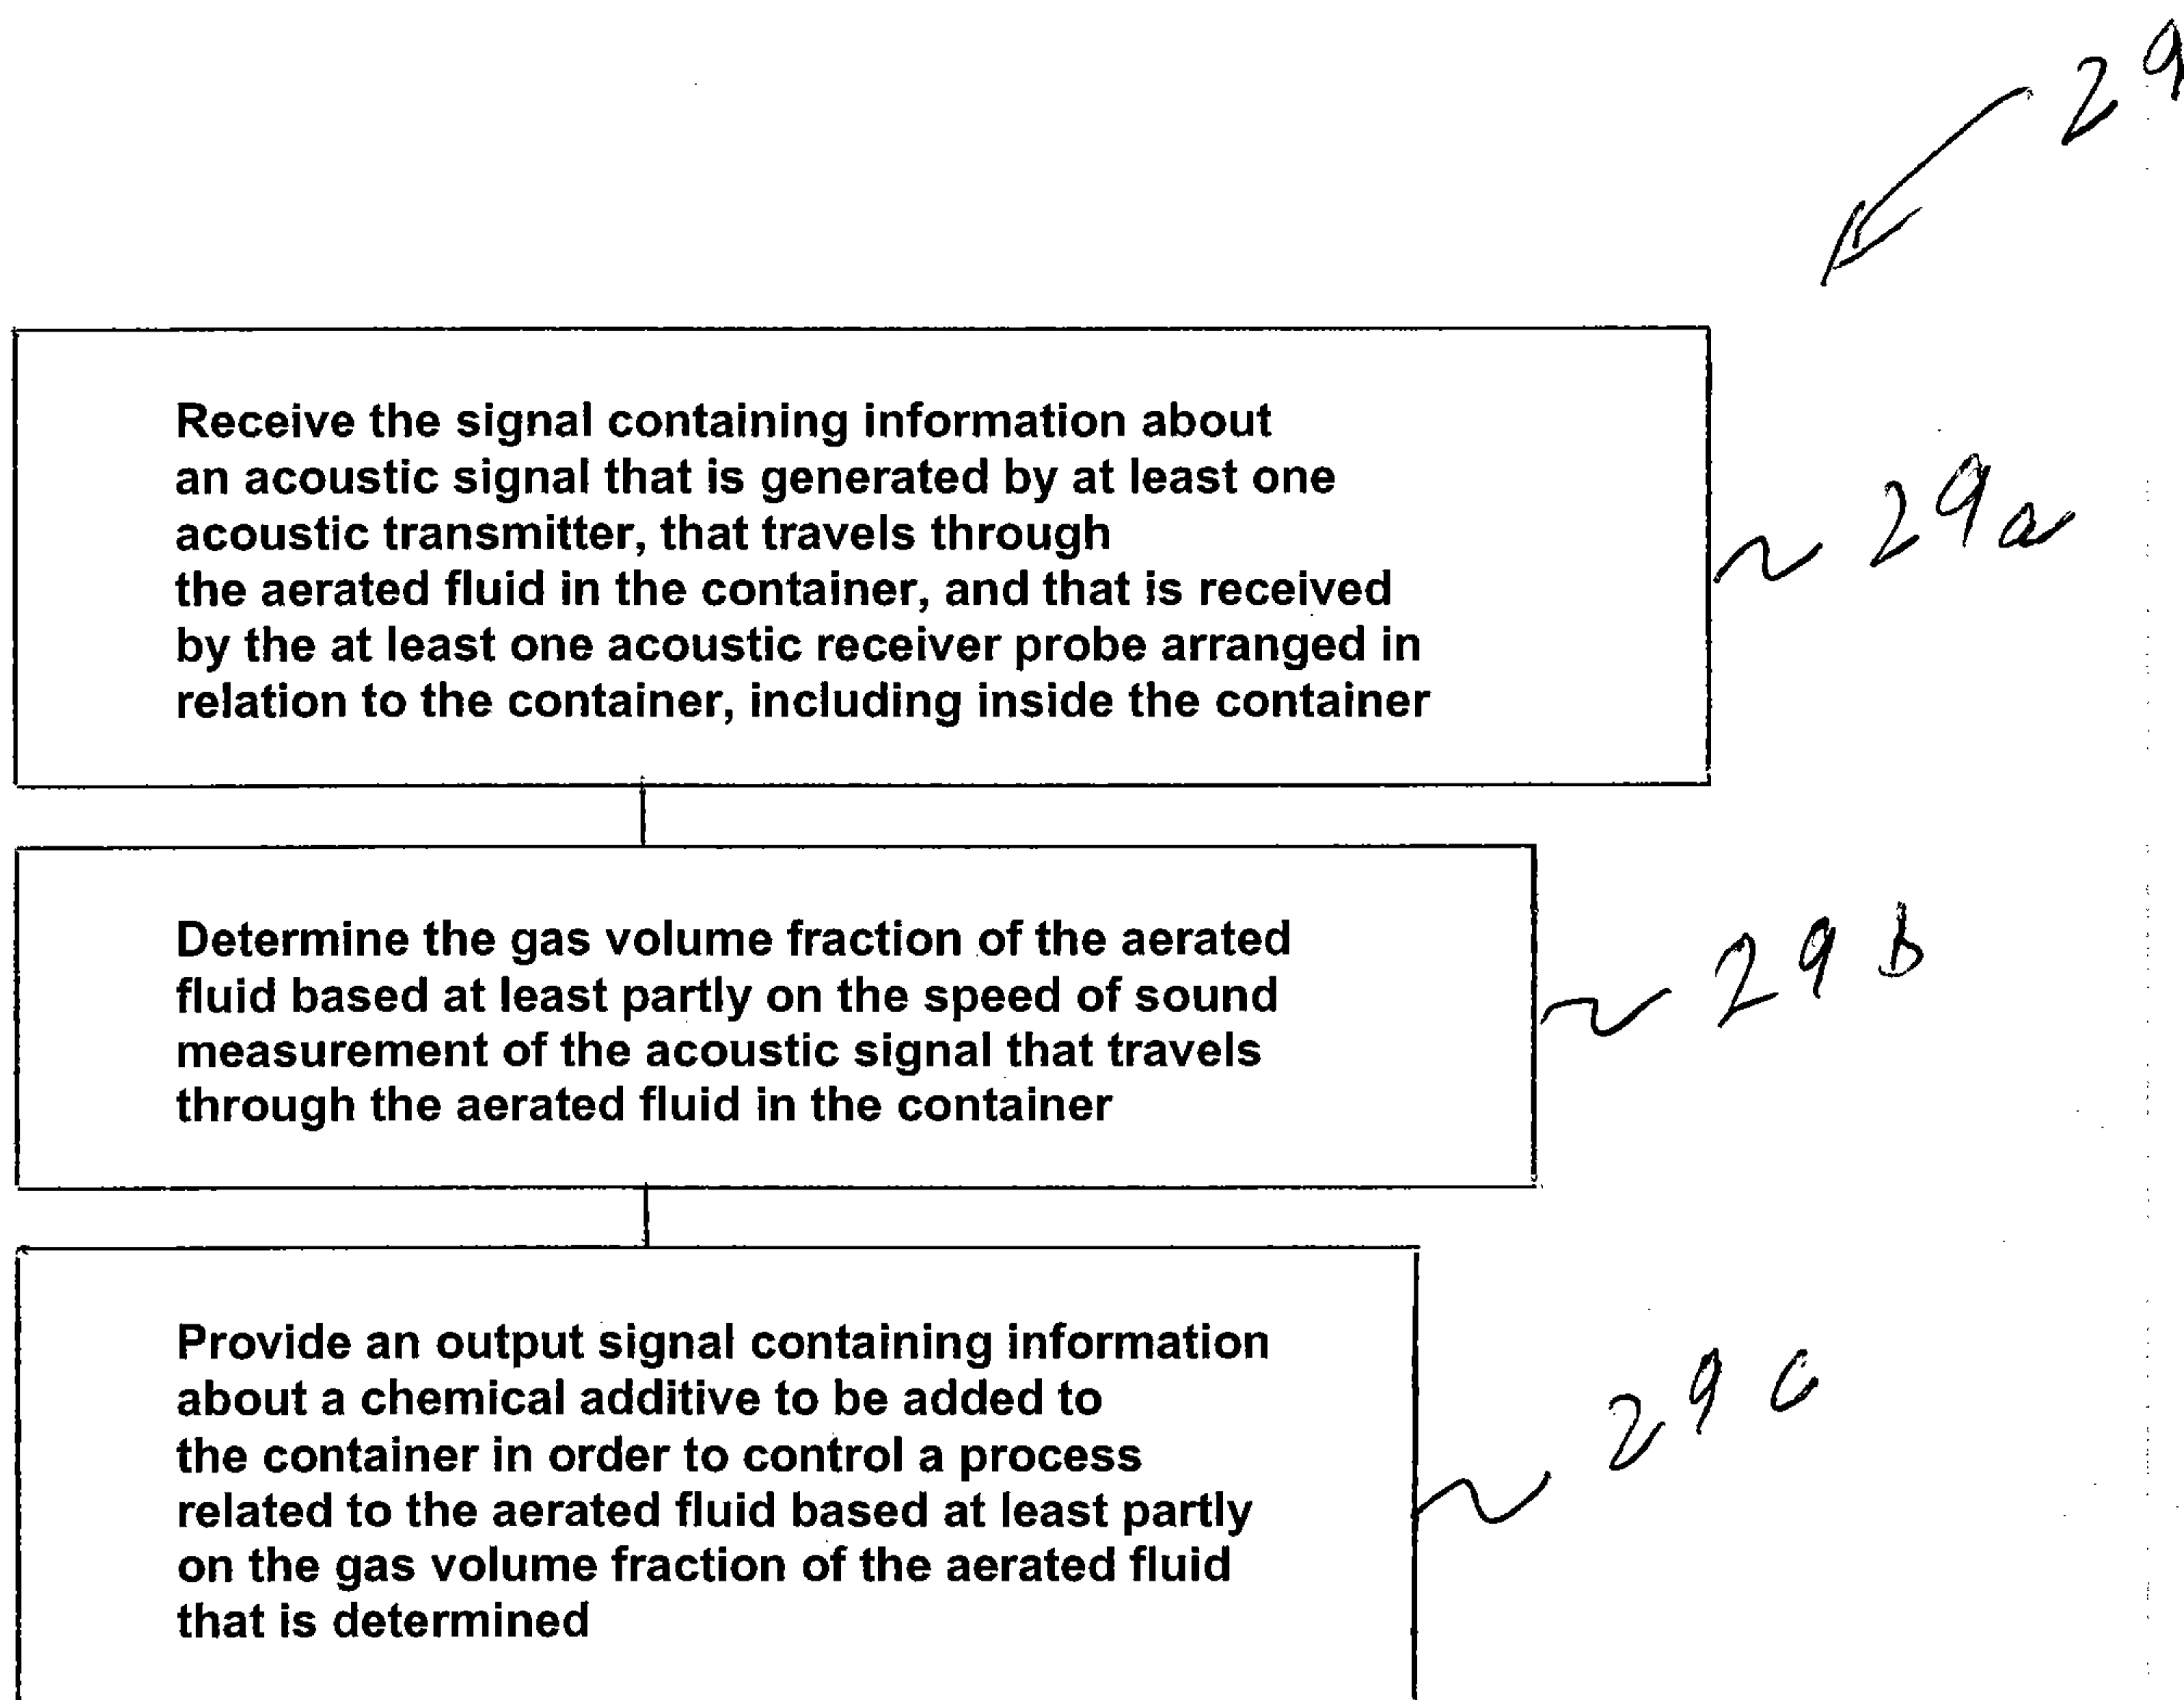 29
Receive the signal containing information about
an acoustic signal that is generated by at least one
acoustic transmitter, that travels through
the aerated fluid in the container, and that is received
by the at least one acoustic receiver probe arranged in
relation to the container, including inside the container
29a
Determine the gas volume fraction of the aerated
fluid based at least partly on the speed of sound
measurement of the acoustic signal that travels
through the aerated fluid in the container
29b
Provide an output signal containing information
about a chemical additive to be added to
the container in order to control a process
related to the aerated fluid based at least partly
on the gas volume fraction of the aerated fluid
that is determined
29c